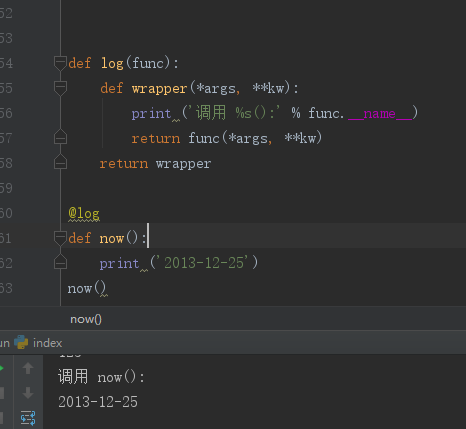 52
53
54 def log(func):
55 def wrapper(*args, **kw):
56 print ('调用 %s():' % func.__name__)
57 return func(*args, **kw)
58 return wrapper
59
60 @log
61 def now():
62 print ('2013-12-25')
63 now()
now()
un index
调用 now():
2013-12-25